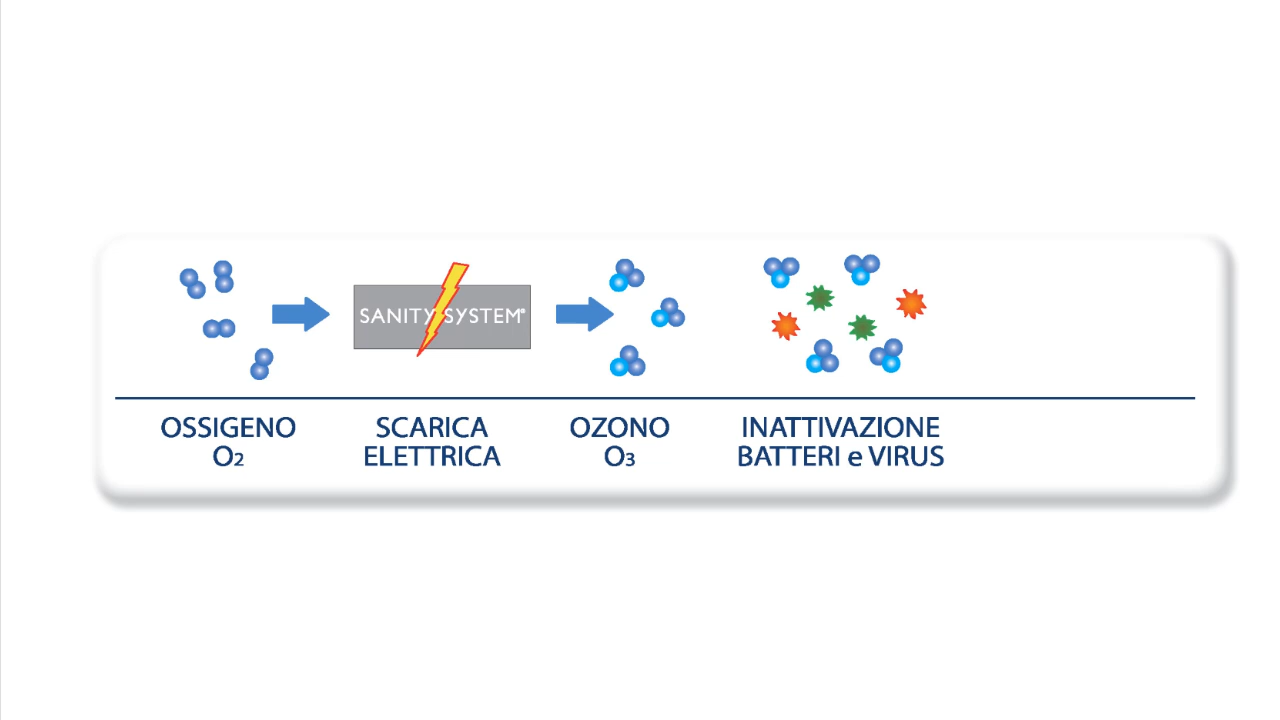 SANITY SYSTEM®
OSSIGENO
O2
SCARICA
ELETTRICA
OZONO
O3
INATTIVAZIONE
BATTERI e VIRUS